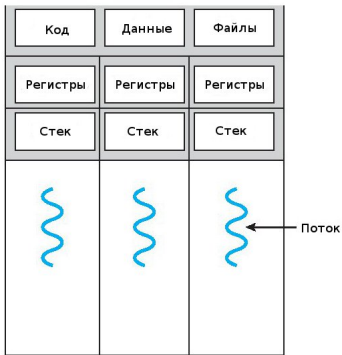 Код Данные Файлы
Регистры Регистры Регистры
Стек Стек Стек
Поток